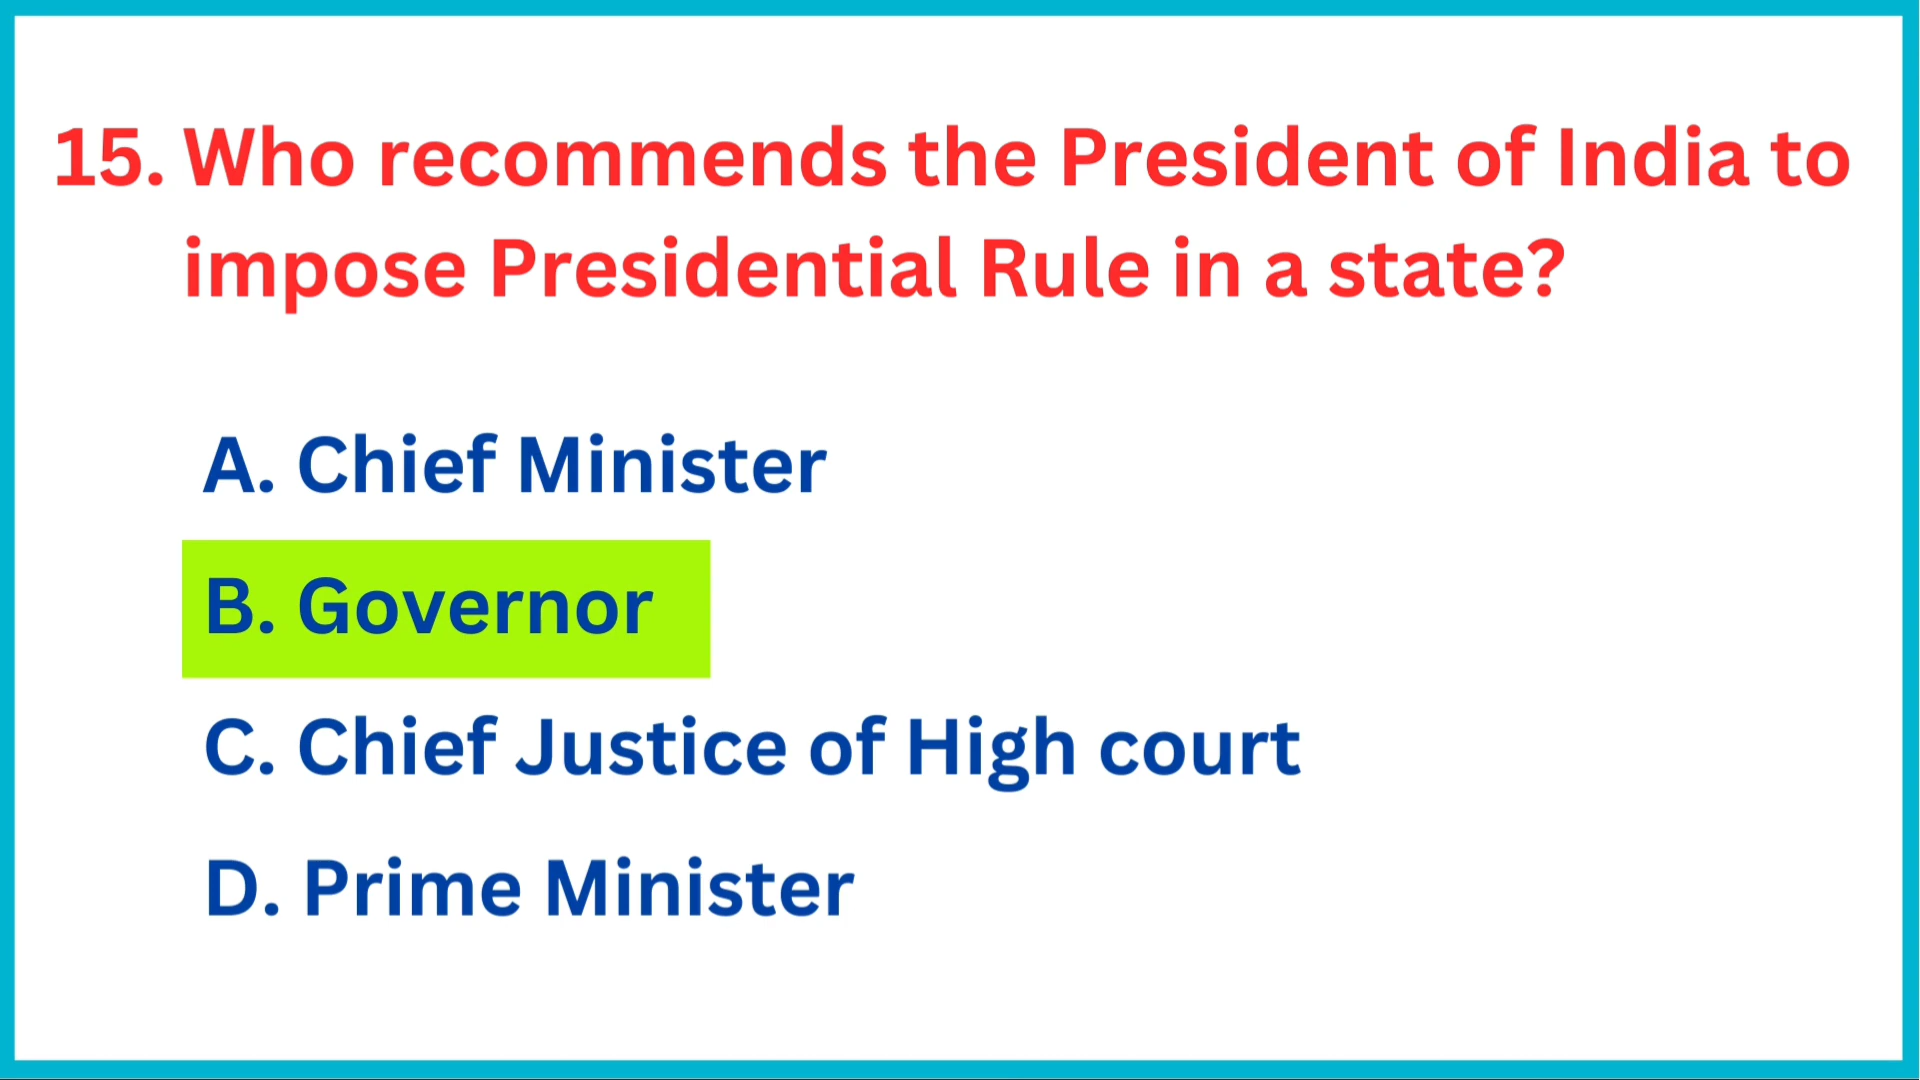 15. Who recommends the President of India to
impose Presidential Rule in a state?
A. Chief Minister
B. Governor
C. Chief Justice of High court
D. Prime Minister